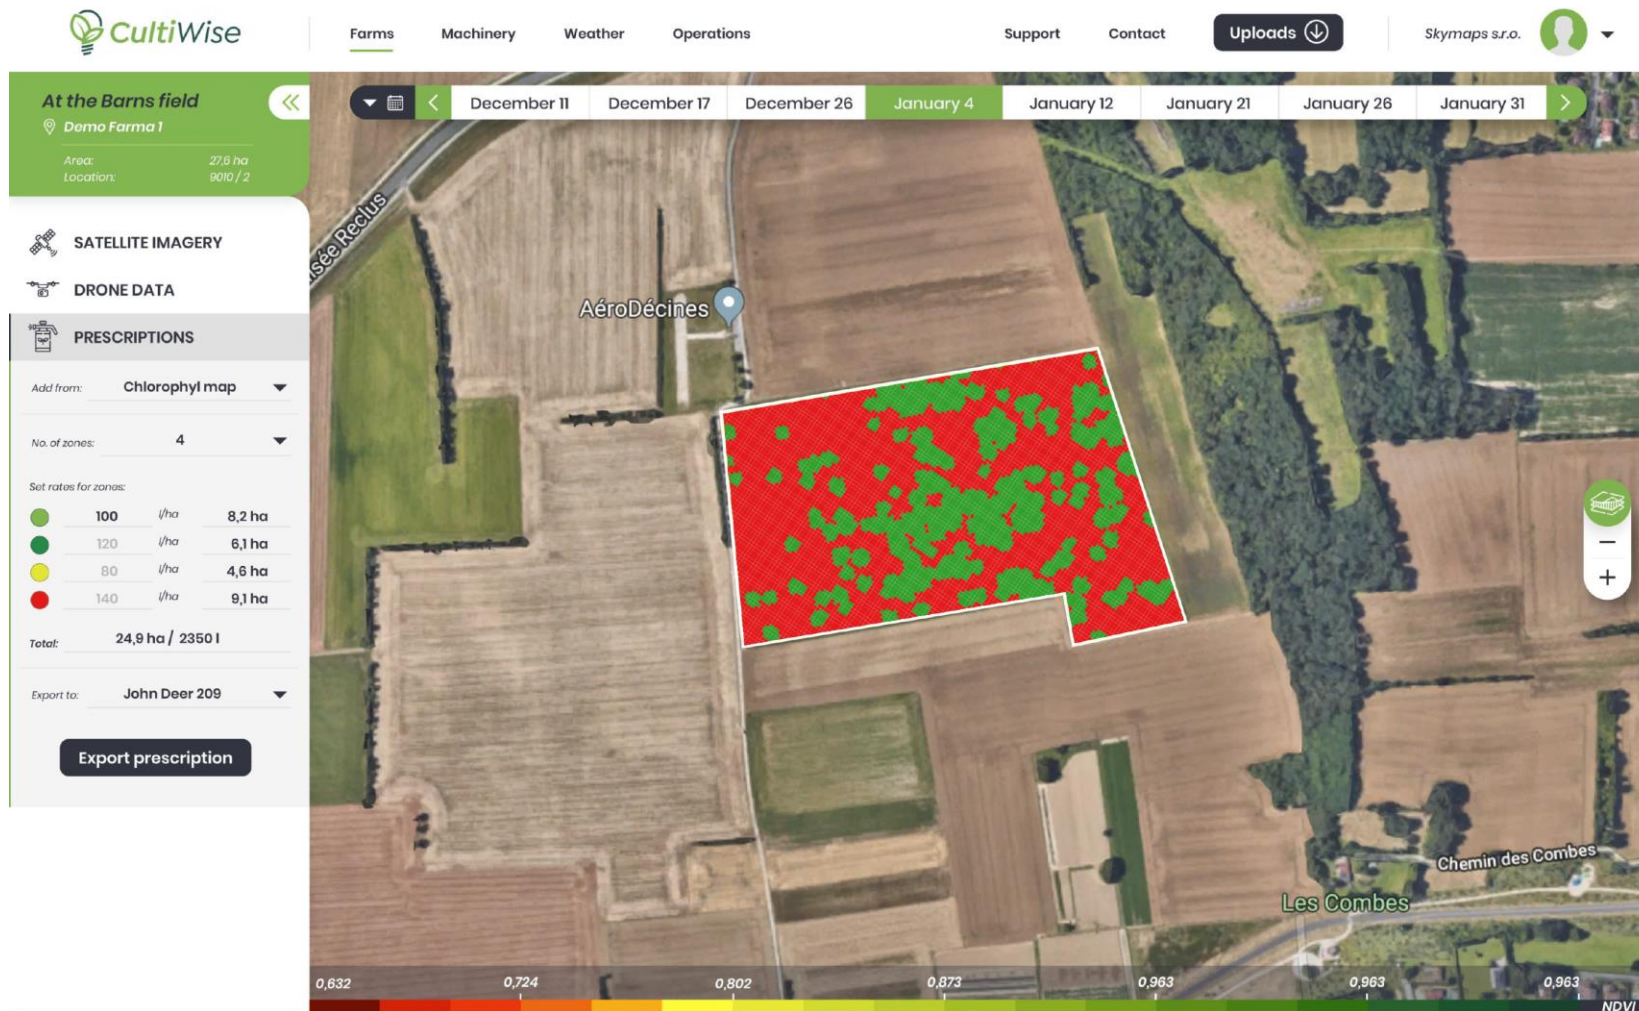 CultiWise
Farms Machinery Weather Operations Support Contact Uploads Skymaps s.r.o.
At the Barns field
Demo Farma 1
Area: 27,6 ha
Location: 9010 / 2
December 11 December 17 December 26 January 4 January 12 January 21 January 26 January 31
SATELLITE IMAGERY
DRONE DATA
PRESCRIPTIONS
Add from: Chlorophyl map
No. of zones: 4
Set rates for zones:
100 l/ha 8,2 ha
120 l/ha 6,1 ha
80 l/ha 4,6 ha
140 l/ha 9,1 ha
Total: 24,9 ha / 2350 l
Export to: John Deer 209
Export prescription
sée Reclus
AéroDécines
−
+
Chemin des Combes
Les Combes
0,632 0,724 0,802 0,873 0,963 0,963 0,963
NDVI